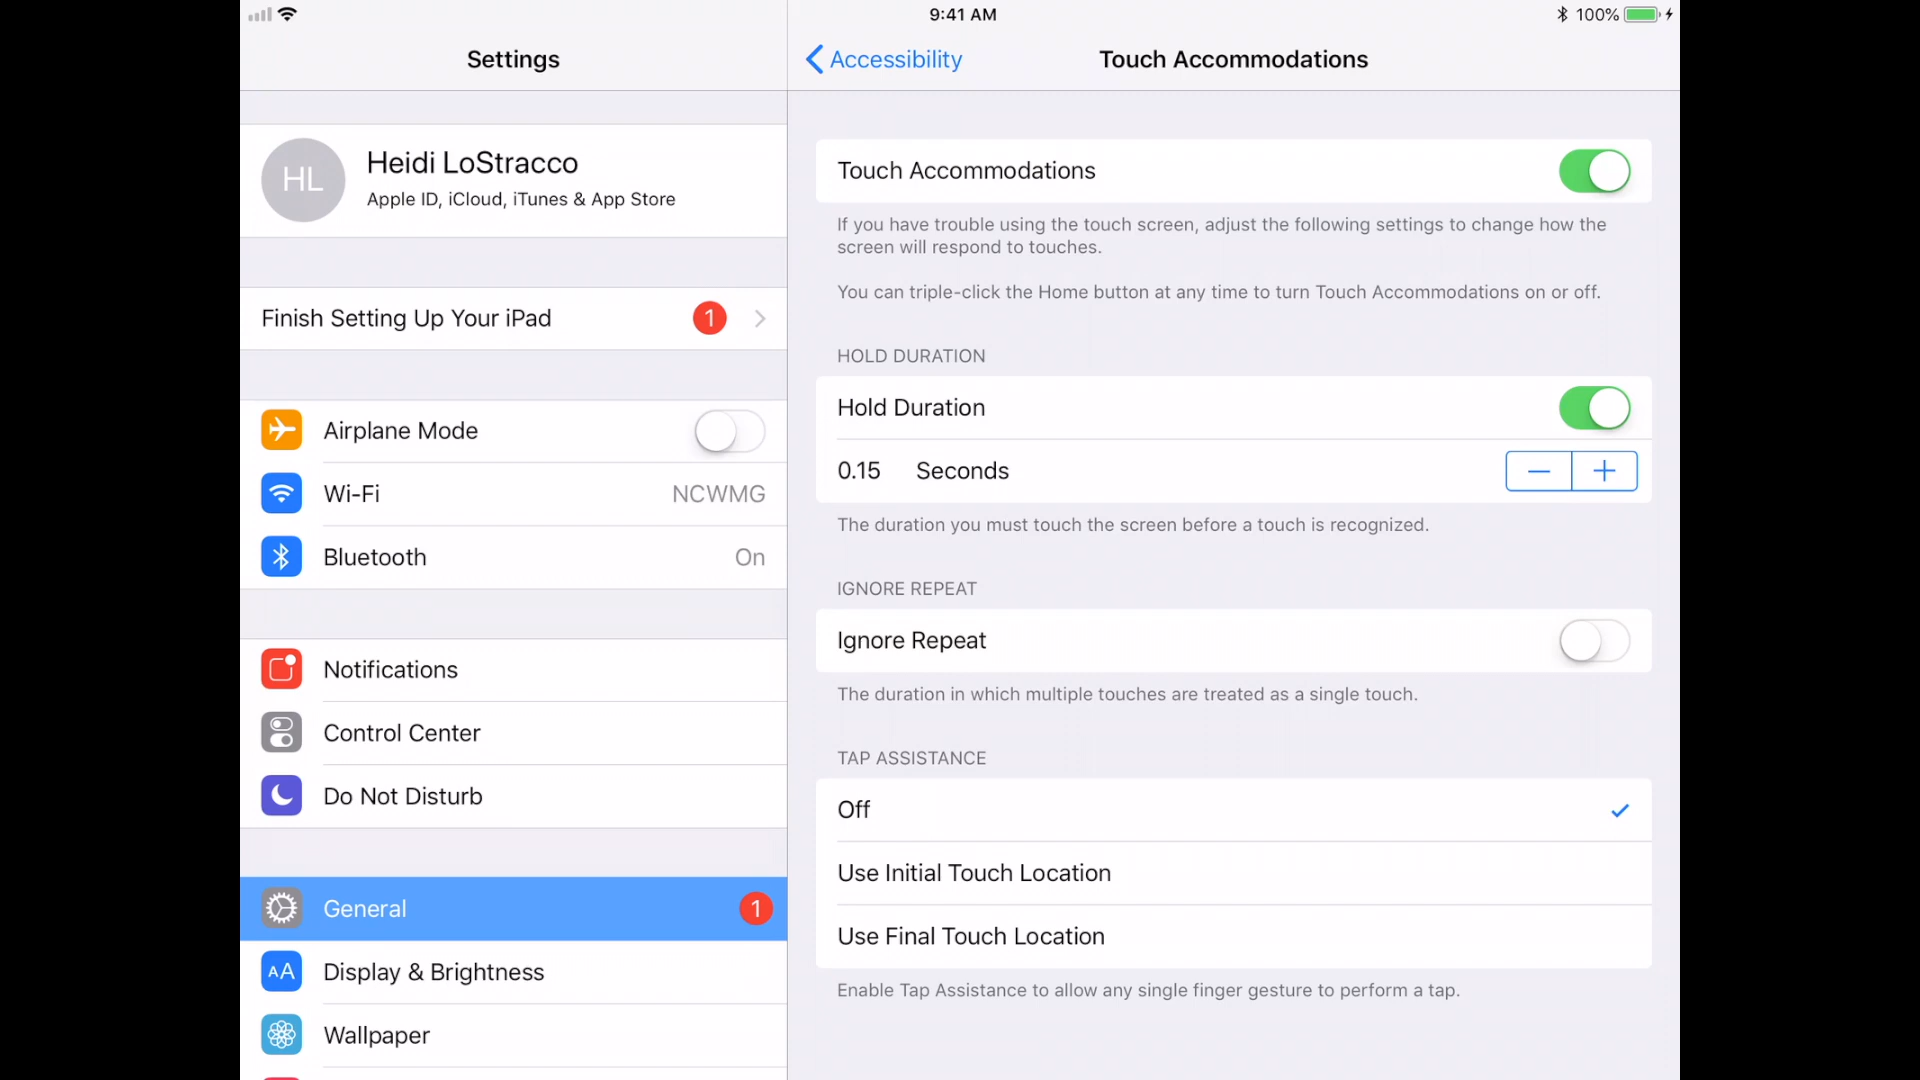 9:41 AM
100%
Settings
HL
Heidi LoStracco
Apple ID, iCloud, iTunes & App Store
Finish Setting Up Your iPad 1
Airplane Mode
Wi-Fi NCWMG
Bluetooth On
Notifications
Control Center
Do Not Disturb
General 1
AA Display & Brightness
Wallpaper
Accessibility
Touch Accommodations
Touch Accommodations
If you have trouble using the touch screen, adjust the following settings to change how the
screen will respond to touches.
You can triple-click the Home button at any time to turn Touch Accommodations on or off.
HOLD DURATION
Hold Duration
0.15 Seconds
The duration you must touch the screen before a touch is recognized.
IGNORE REPEAT
Ignore Repeat
The duration in which multiple touches are treated as a single touch.
TAP ASSISTANCE
Off
Use Initial Touch Location
Use Final Touch Location
Enable Tap Assistance to allow any single finger gesture to perform a tap.